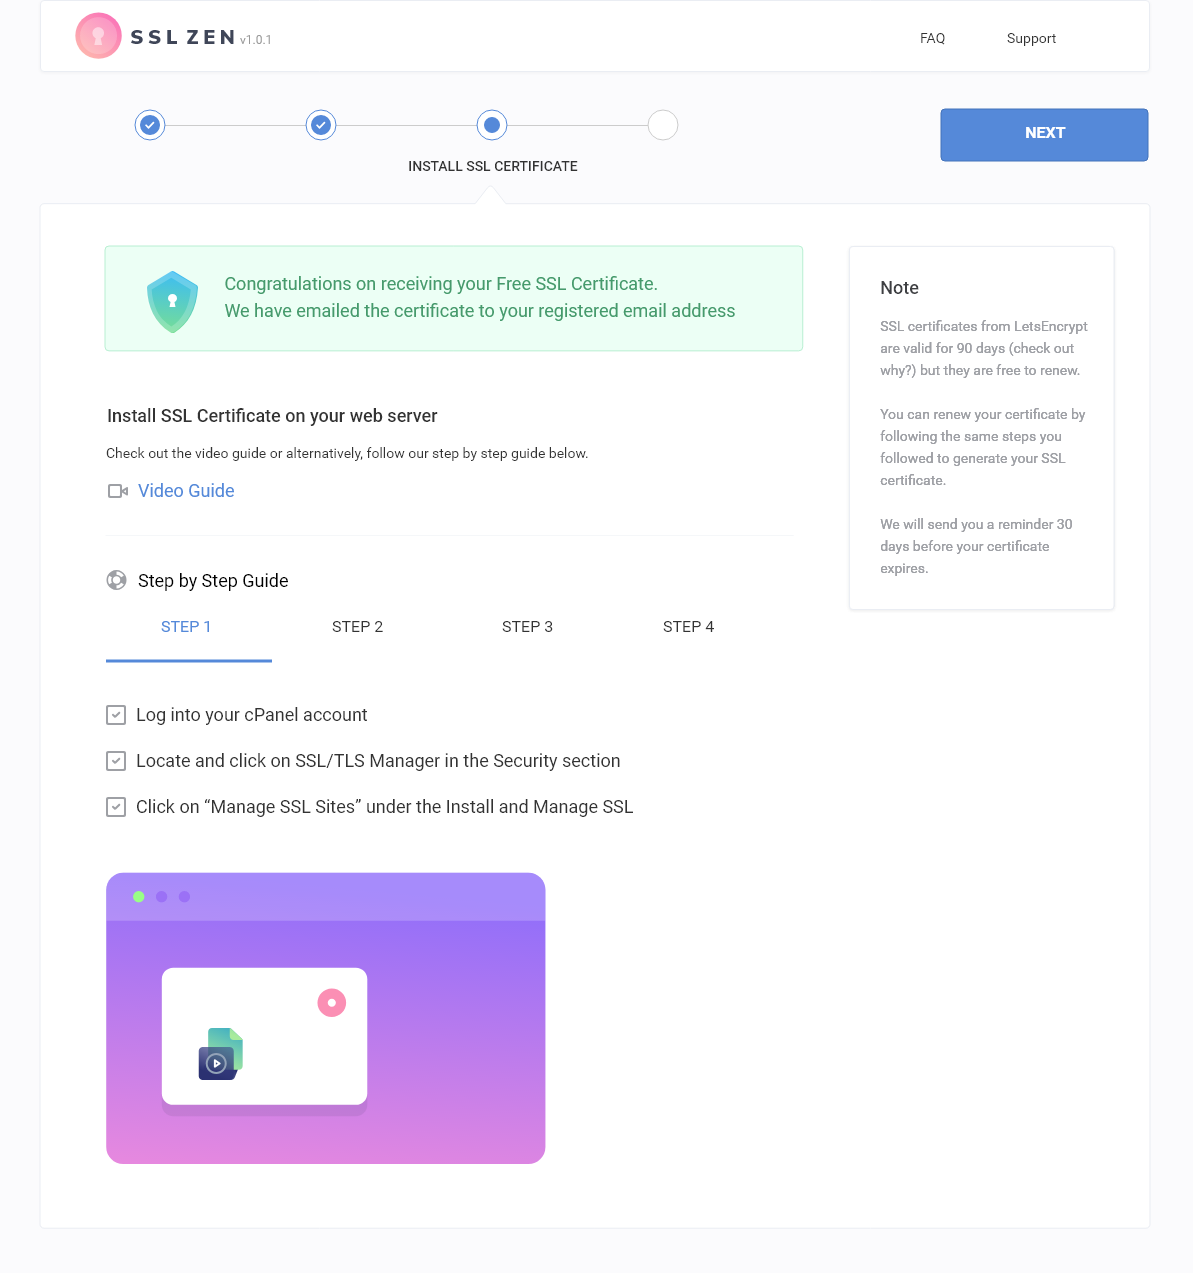 SSL ZEN v1.0.1
FAQ
Support
NEXT
INSTALL SSL CERTIFICATE
Congratulations on receiving your Free SSL Certificate.
We have emailed the certificate to your registered email address
Note
SSL certificates from LetsEncrypt
are valid for 90 days (check out
why?) but they are free to renew.
You can renew your certificate by
following the same steps you
followed to generate your SSL
certificate.
We will send you a reminder 30
days before your certificate
expires.
Install SSL Certificate on your web server
Check out the video guide or alternatively, follow our step by step guide below.
Video Guide
Step by Step Guide
STEP 1
STEP 2
STEP 3
STEP 4
Log into your cPanel account
Locate and click on SSL/TLS Manager in the Security section
Click on “Manage SSL Sites” under the Install and Manage SSL